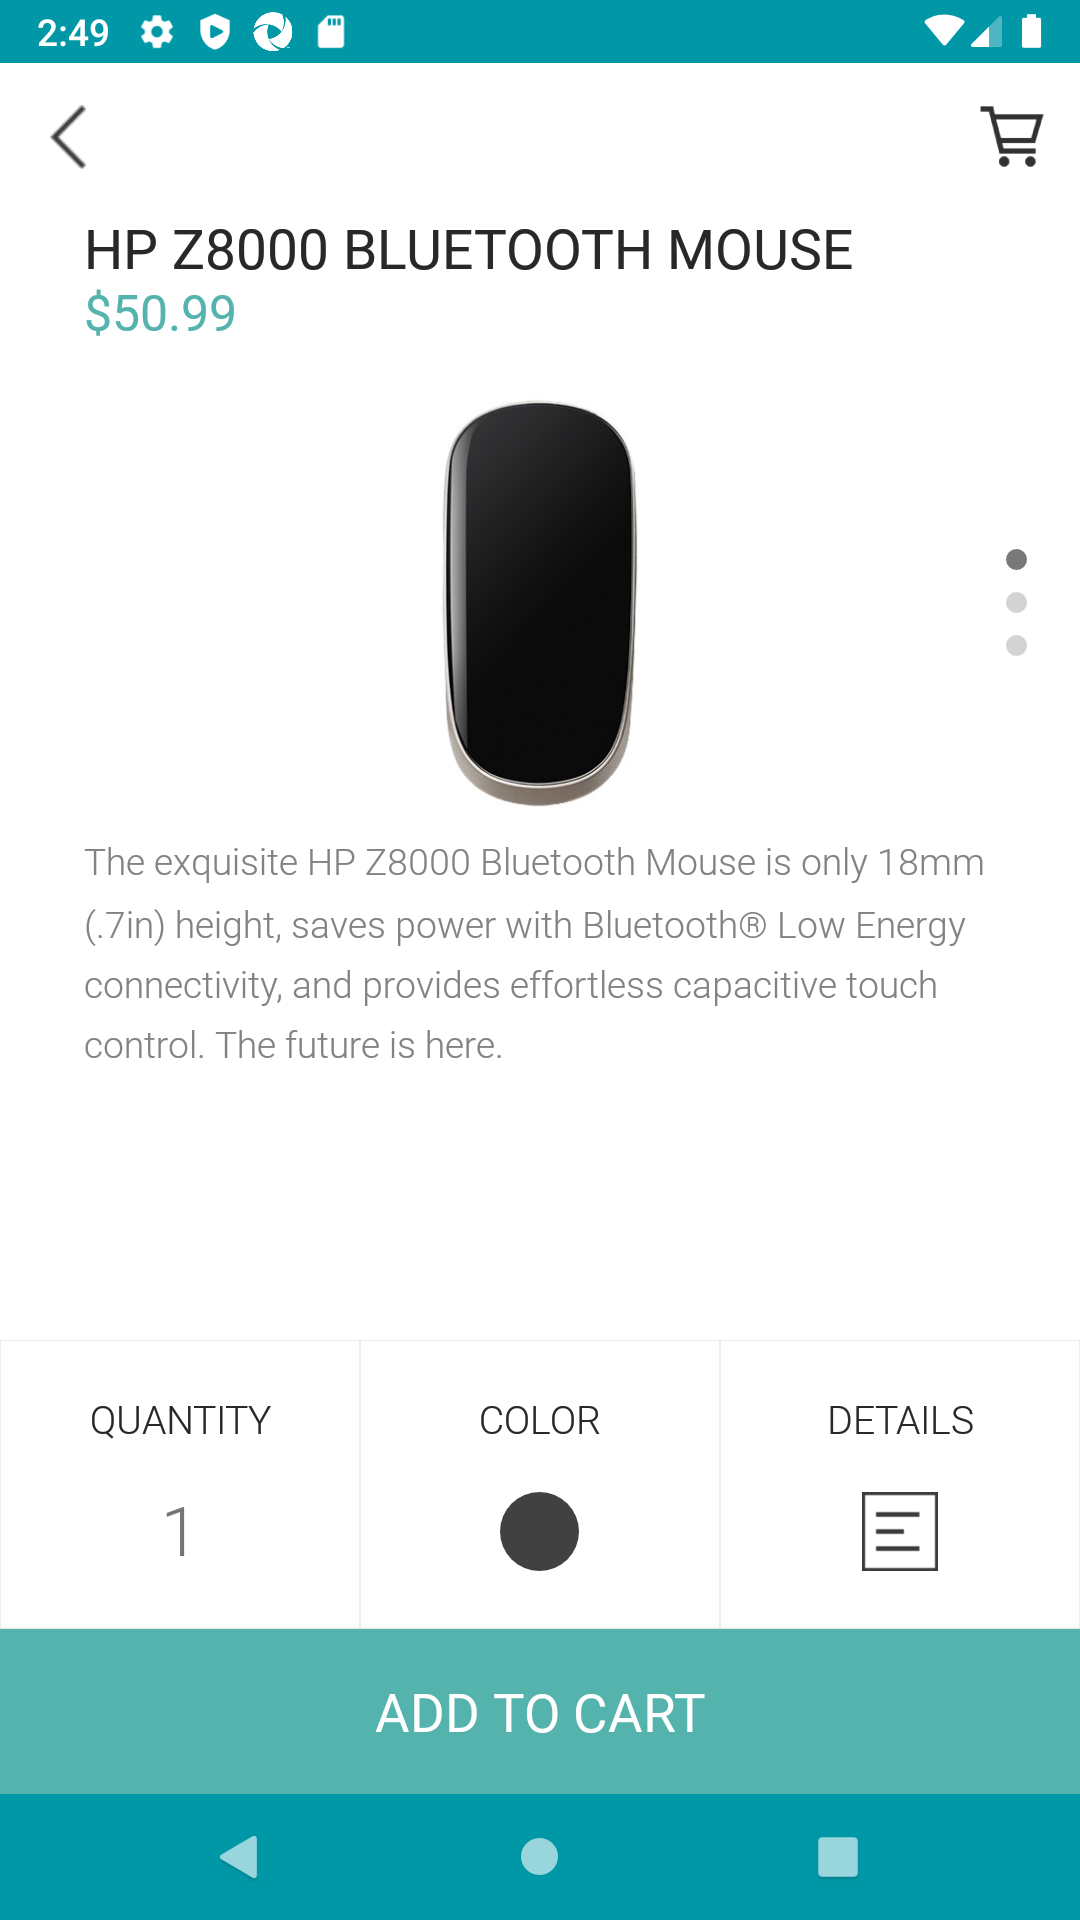 2:49
HP Z8000 BLUETOOTH MOUSE
$50.99
The exquisite HP Z8000 Bluetooth Mouse is only 18mm
(.7in) height, saves power with Bluetooth® Low Energy
connectivity, and provides effortless capacitive touch
control. The future is here.
QUANTITY COLOR DETAILS
1
ADD TO CART